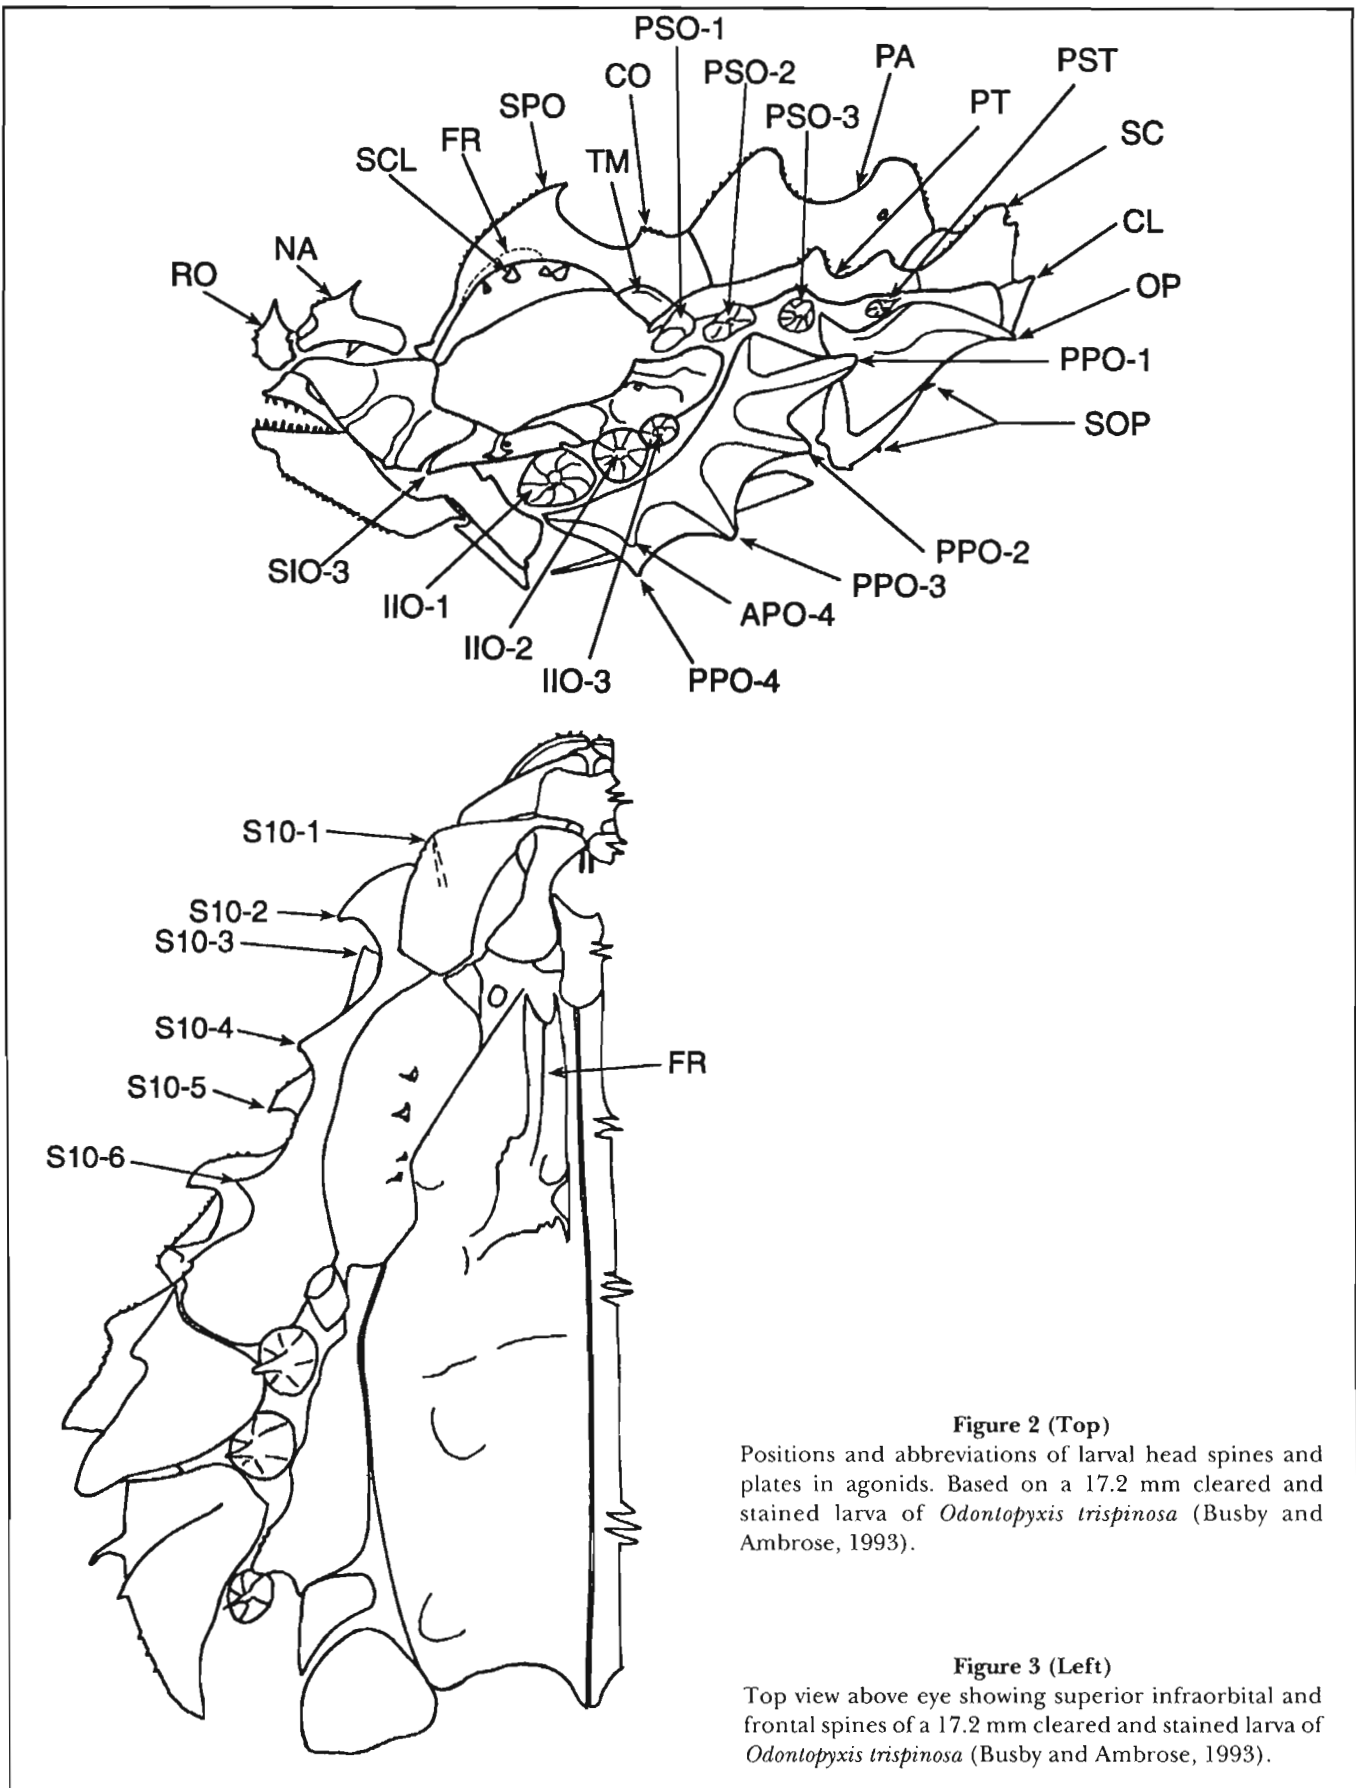 PSO-1
CO
PSO-2
PA
PST
SPO
PSO-3
PT
FR
TM
SC
SCL
CL
NA
RO
OP
PPO-1
SOP
SIO-3
PPO-2
IIO-1
PPO-3
APO-4
IIO-2
IIO-3
PPO-4
S10-1
S10-2
S10-3
S10-4
FR
S10-5
S10-6
Figure 2 (Top)
Positions and abbreviations of larval head spines and
plates in agonids. Based on a 17.2 mm cleared and
stained larva of Odontopyxis trispinosa (Busby and
Ambrose, 1993).
Figure 3 (Left)
Top view above eye showing superior infraorbital and
frontal spines of a 17.2 mm cleared and stained larva of
Odontopyxis trispinosa (Busby and Ambrose, 1993).